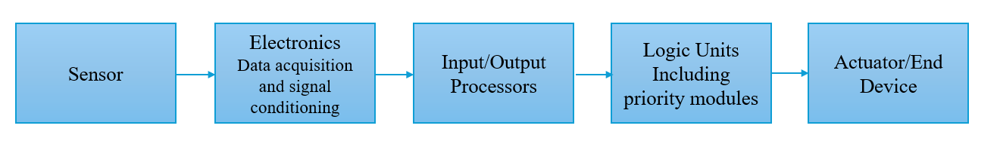 Sensor
Electronics
Data acquisition
and signal
conditioning
Input/Output
Processors
Logic Units
Including
priority modules
Actuator/End
Device